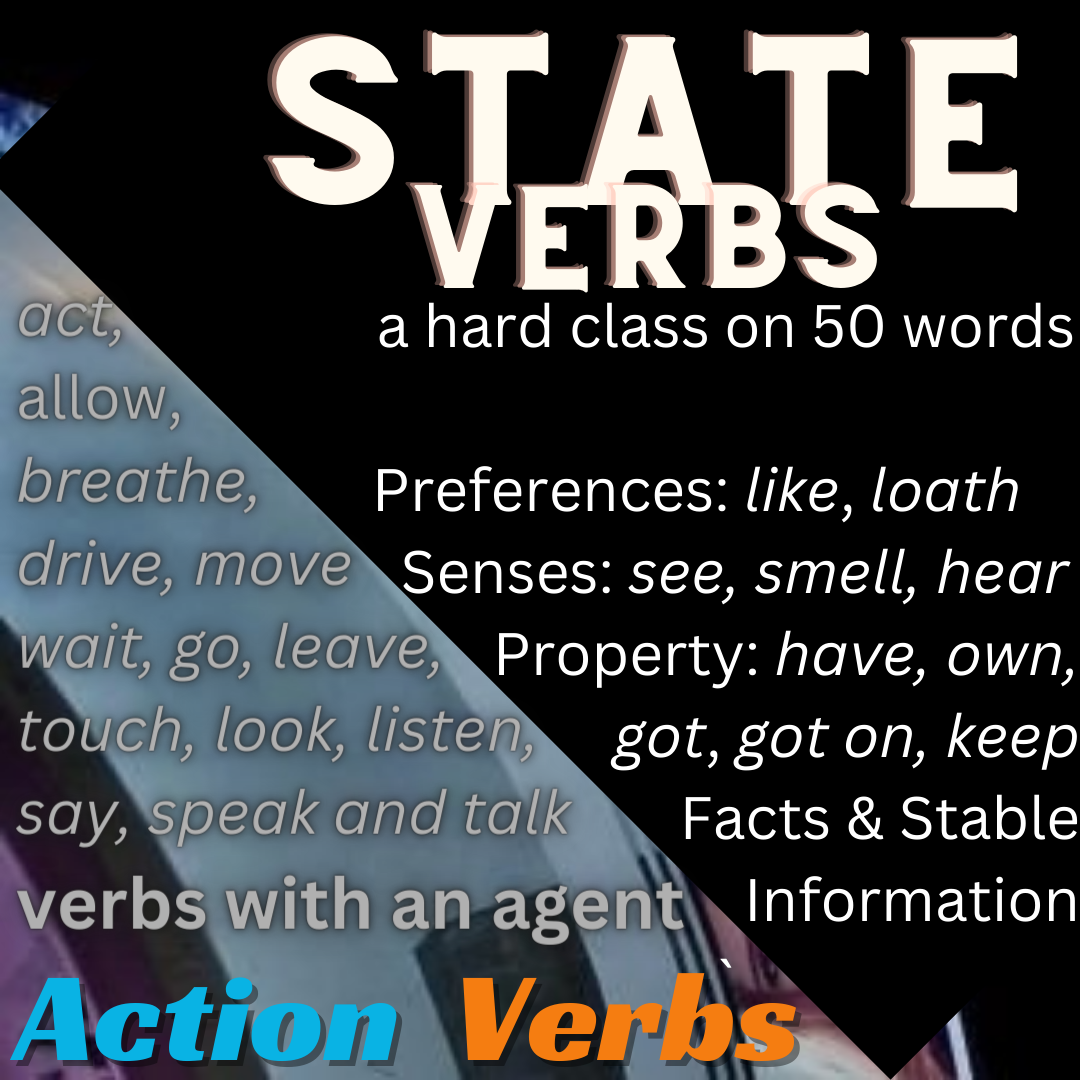 STATE
VERBS
a hard class on 50 words
Preferences: like, loath
Senses: see, smell, hear
Property: have, own,
got, got on, keep
Facts & Stable
Information
`
act,
allow,
breathe,
drive, move
wait, go, leave,
touch, look, listen,
say, speak and talk
verbs with an agent
Action Verbs